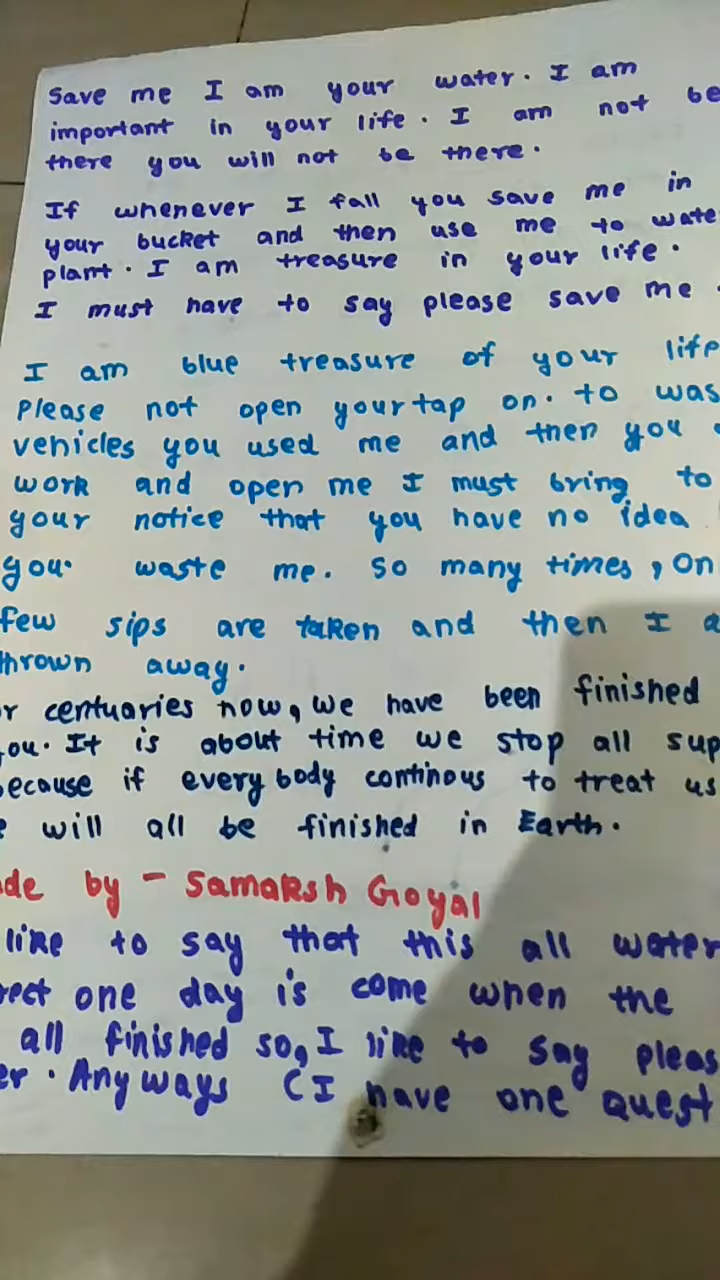 Save me I am your water. I am
important in your life. I am not be
there you will not be there.
If whenever I fall you save me in
your bucket and then use me to wate
plant. I am treasure in your life.
I must have to say please save me.
I am blue treasure of your life
Please not open your tap on. to was
vehicles you used me and then you
work and open me I must bring to
your notice that you have no idea
you. waste me. So many times, On
few sips are taken and then I a
thrown away.
or centuaries now, we have been finished
ou. It is about time we stop all sup
because if every body continous to treat us
e will all be finished in Earth.
de by - Samaksh Goyal
like to say that this all water
rect one day is come when the
all finished so, I like to say pleas
er. Any ways (I have one quest